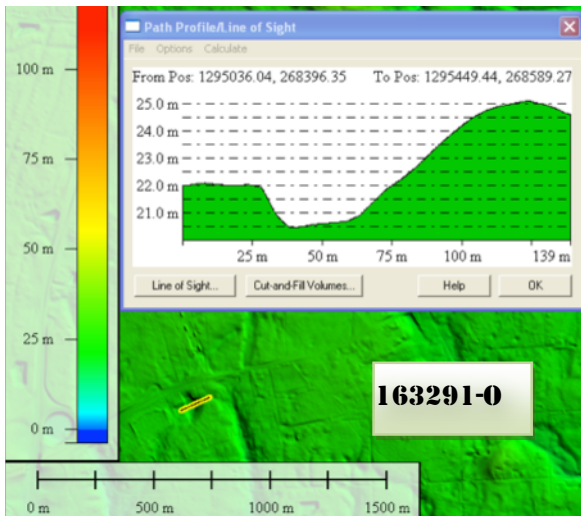 Path Profile/Line of Sight
File Options Calculate
From Pos: 1295036.04, 268396.35 To Pos: 1295449.44, 268589.27
25.0 m
24.0 m
23.0 m
22.0 m
21.0 m
25 m 50 m 75 m 100 m 139 m
Line of Sight... Cut-and-Fill Volumes... Help OK
100 m
75 m
50 m
25 m
0 m
163291-0
0 m 500 m 1000 m 1500 m